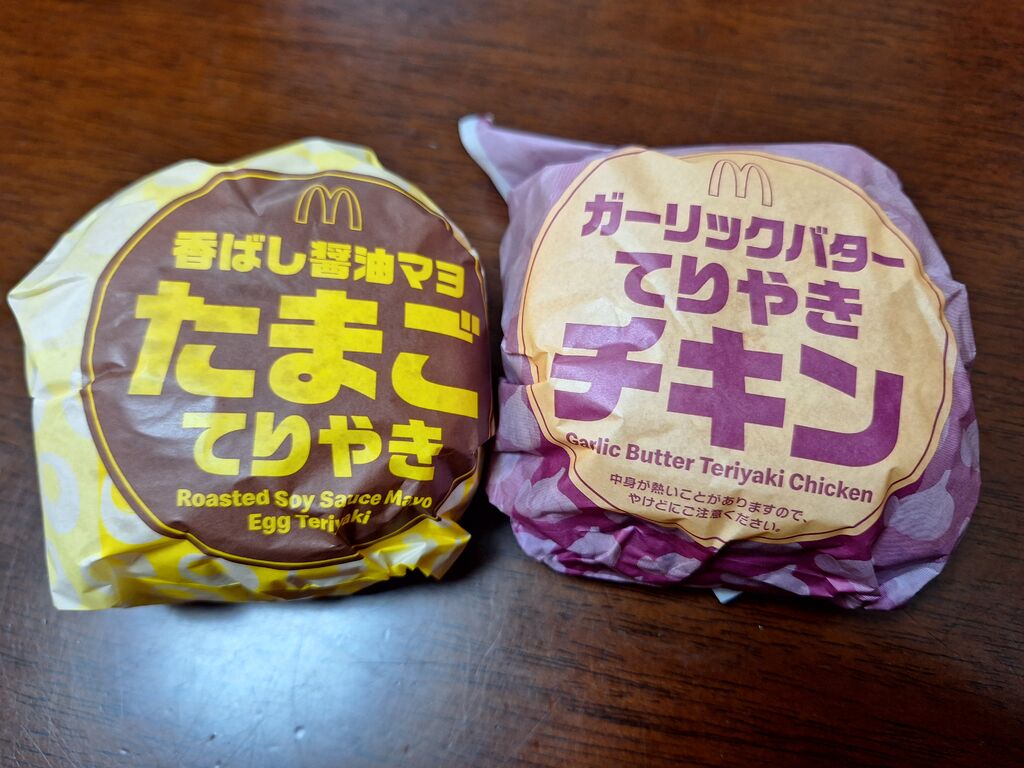 香ばし醤油マヨ
たまご
てりやき
Roasted Soy Sauce Mayo
Egg Teriyaki
ガーリックバター
てりやき
チキン
Garlic Butter Teriyaki Chicken
中身が熱いことがありますので、
やけどにご注意ください。